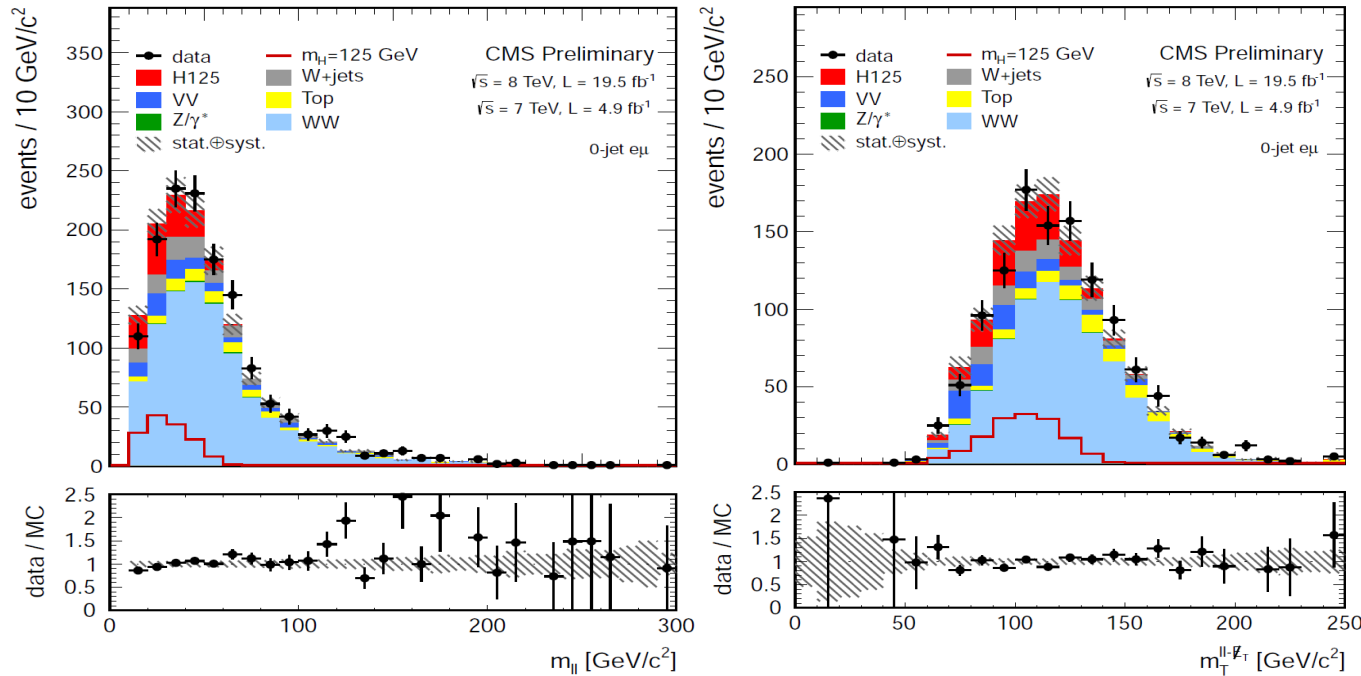 events / 10 GeV/c²
350
300
250
200
150
100
50
0
data
H125
VV
Z/γ*
stat.⊕syst.
m_H=125 GeV
W+jets
Top
WW
CMS Preliminary
√s = 8 TeV, L = 19.5 fb⁻¹
√s = 7 TeV, L = 4.9 fb⁻¹
0-jet eμ
data / MC
2.5
2
1.5
1
0.5
0
0 100 200 300
m_ll [GeV/c²]
events / 10 GeV/c²
250
200
150
100
50
0
data
H125
VV
Z/γ*
stat.⊕syst.
m_H=125 GeV
W+jets
Top
WW
CMS Preliminary
√s = 8 TeV, L = 19.5 fb⁻¹
√s = 7 TeV, L = 4.9 fb⁻¹
0-jet eμ
data / MC
2.5
2
1.5
1
0.5
0
0 50 100 150 200 250
m_T^ll-E̸_T [GeV/c²]